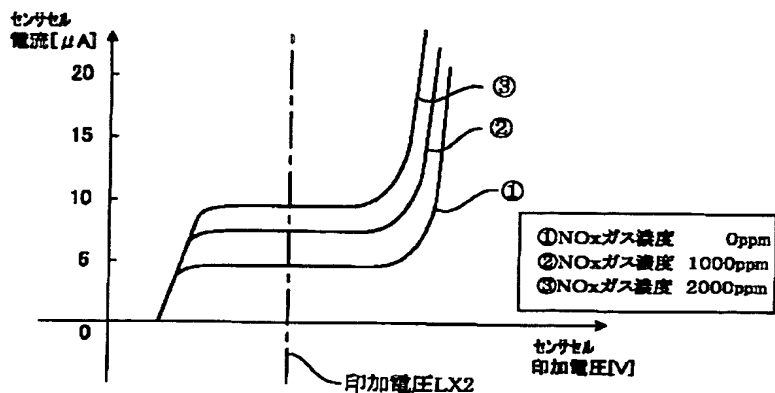 センサセル
電流[μA]
20
15
10
5
0
③
②
①
①NOxガス濃度 0ppm
②NOxガス濃度 1000ppm
③NOxガス濃度 2000ppm
センサセル
印加電圧[V]
印加電圧LX2